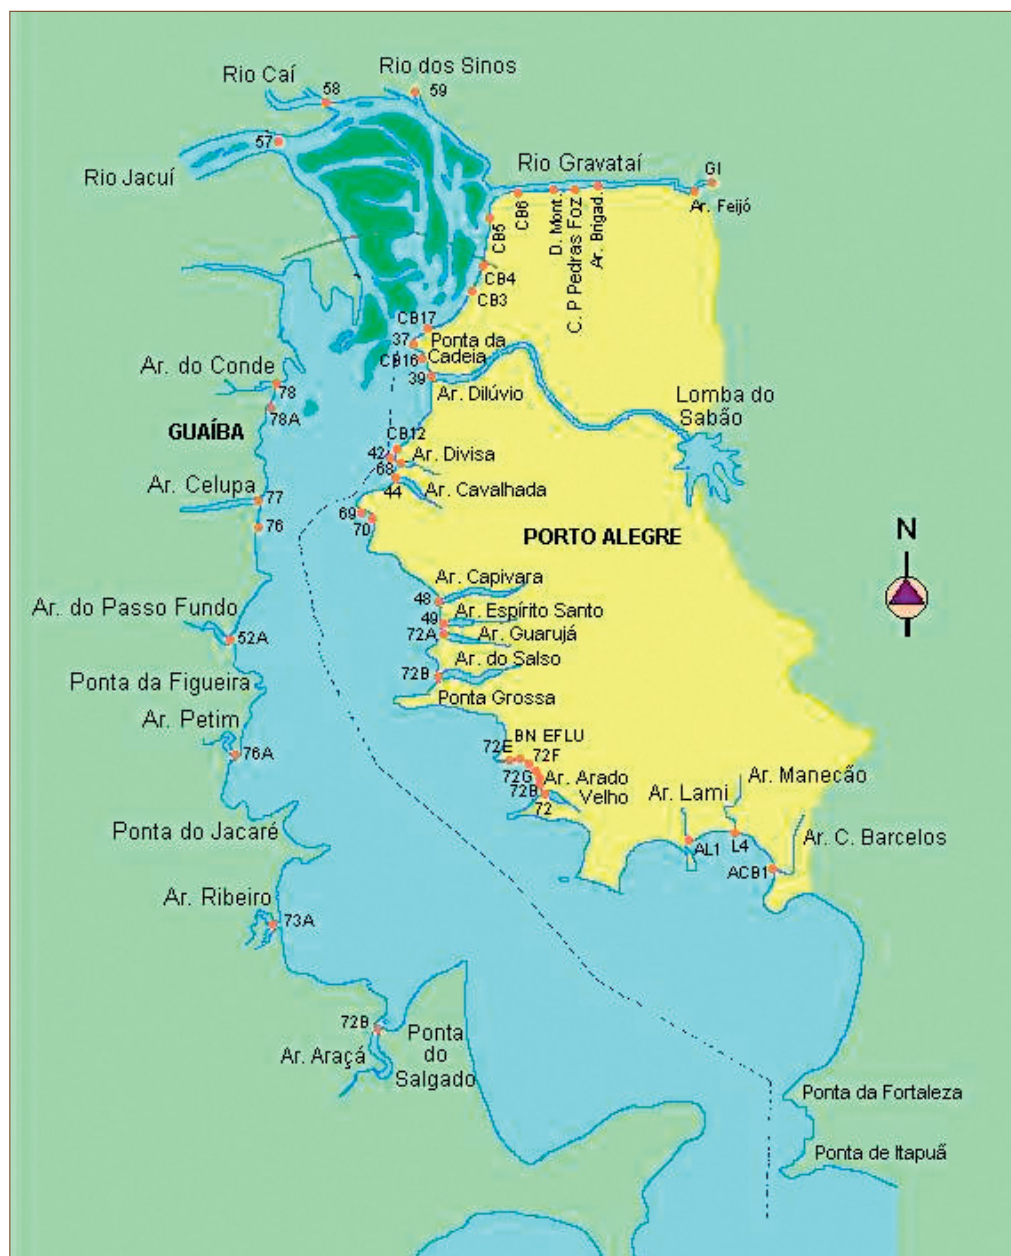 Rio dos Sinos
Rio Caí
58
59
57
Rio Jacuí
Rio Gravataí
GI
Ar. Feijó
CB6
D. Mont.
C. P Pedras Foz
Ar. Brigad.
CB5
CB4
CB3
CB17
37
Ponta da
Cadeia
CB16
39
Ar. Dilúvio
Ar. do Conde
78
78A
Lomba do
Sabão
GUAÍBA
CB12
42
Ar. Divisa
68
44
Ar. Cavalhada
Ar. Celupa
77
76
69
70
PORTO ALEGRE
N
Ar. Capivara
48
Ar. Espírito Santo
49
72A
Ar. Guarujá
Ar. do Passo Fundo
52A
Ar. do Salso
72B
Ponta Grossa
Ponta da Figueira
Ar. Petim
76A
BN EFLU
72E
72F
72G
Ar. Arado
Velho
72B
72
Ar. Manecão
Ar. Lami
AL1
L4
Ar. C. Barcelos
ACB1
Ponta do Jacaré
Ar. Ribeiro
73A
72B
Ar. Araçá
Ponta
do
Salgado
Ponta da Fortaleza
Ponta de Itapuã